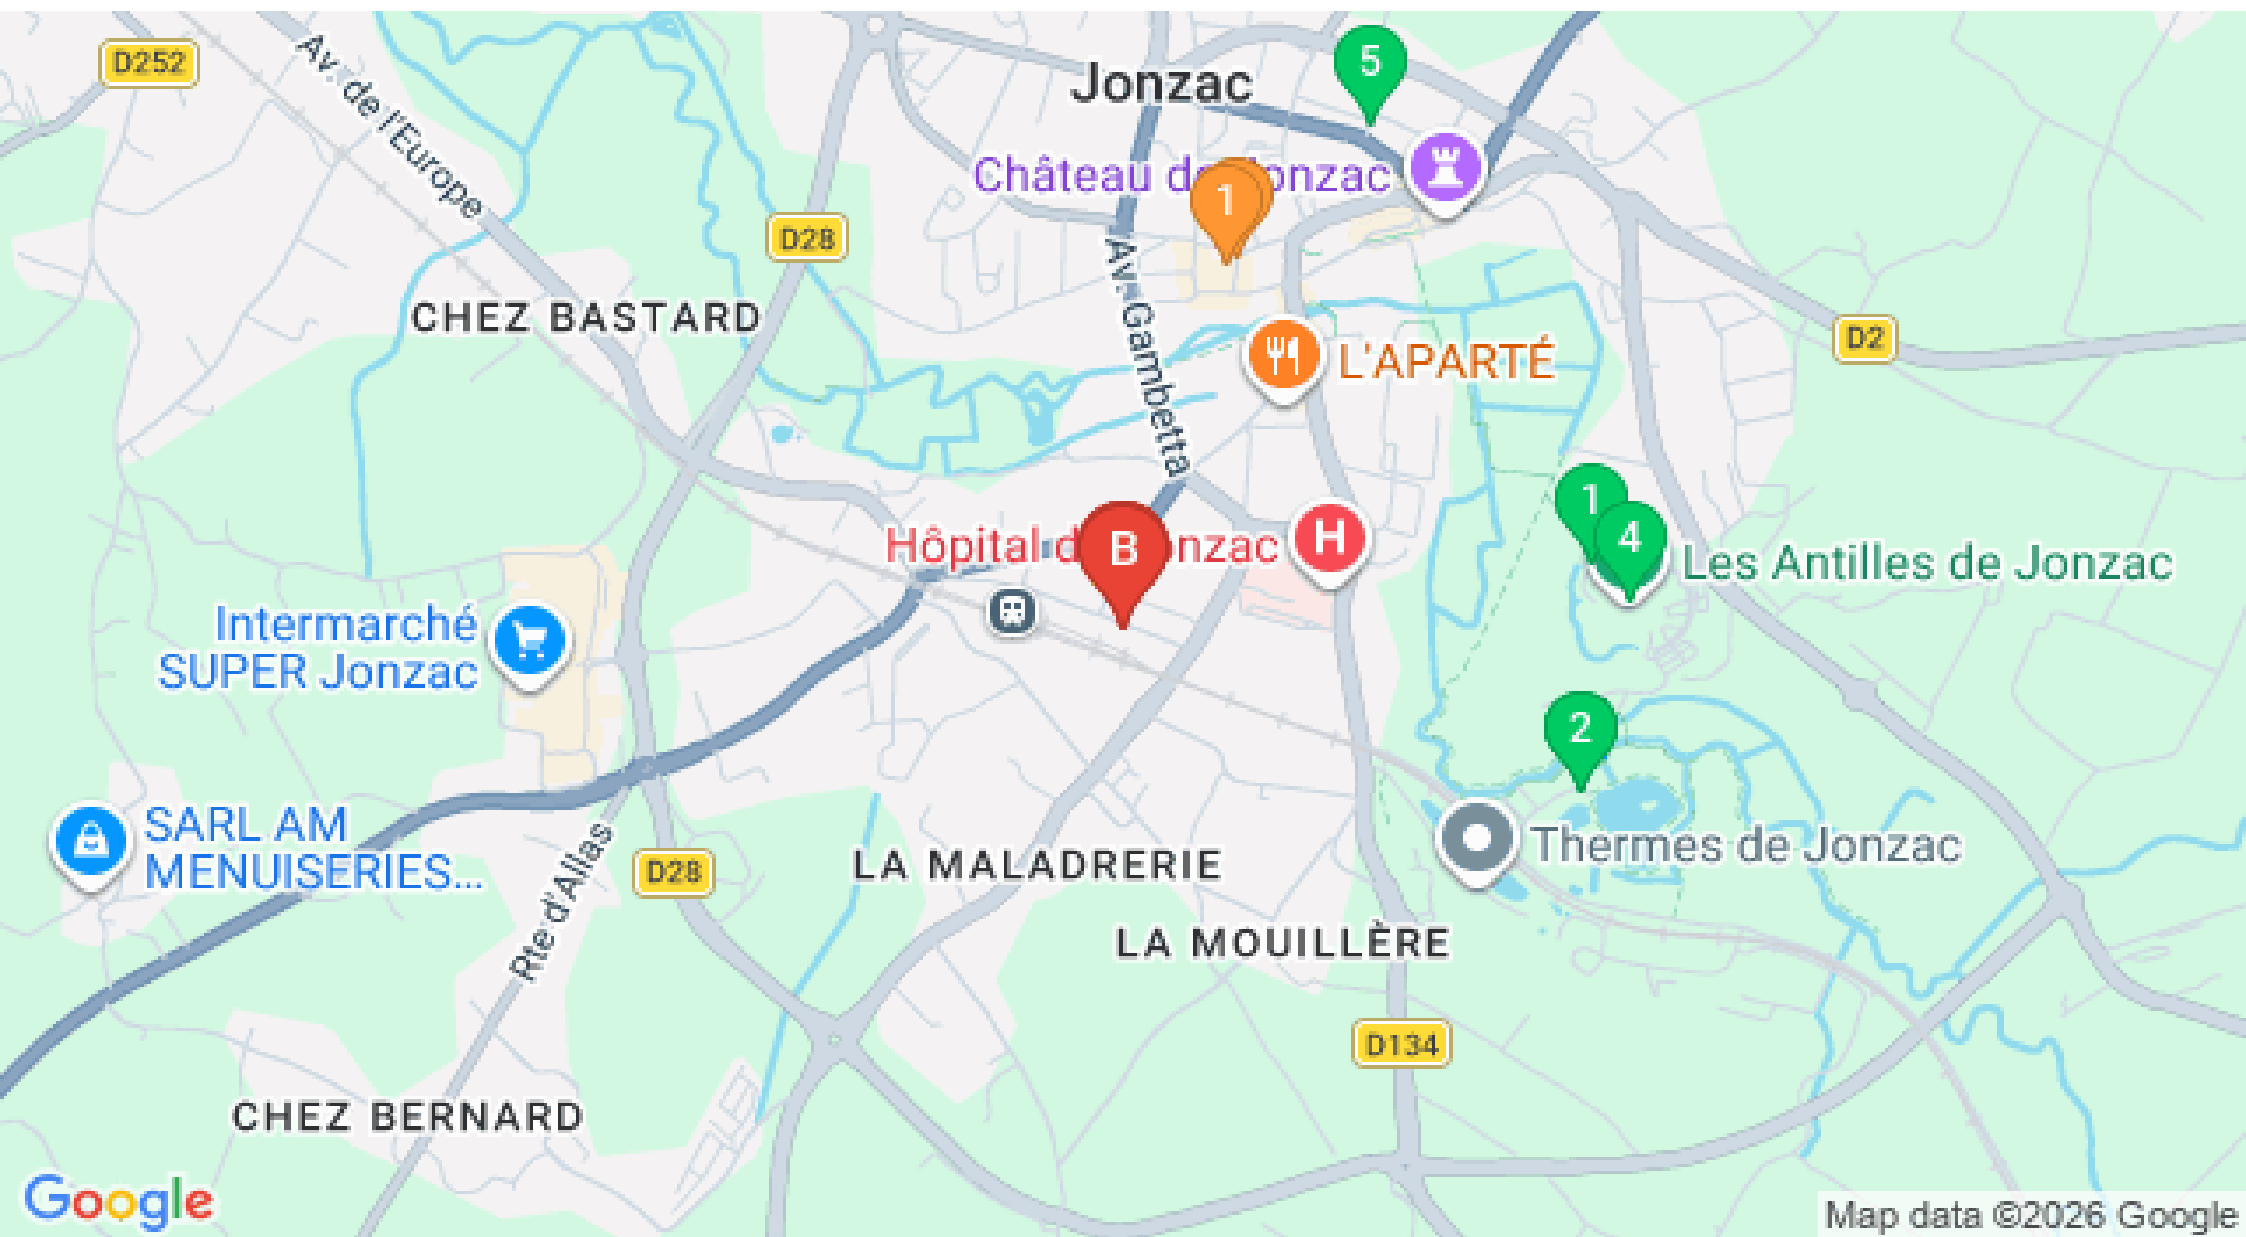 D252
Av. de l'Europe
Jonzac
5
Château de Jonzac
1
D28
Av. Gambetta
CHEZ BASTARD
D2
L'APARTÉ
1
Hôpital de Jonzac
H
B
4
Les Antilles de Jonzac
Intermarché
SUPER Jonzac
2
SARL AM
MENUISERIES...
Thermes de Jonzac
LA MALADRERIE
D28
Rte d'Allas
LA MOUILLÈRE
D134
CHEZ BERNARD
Google
Map data ©2026 Google